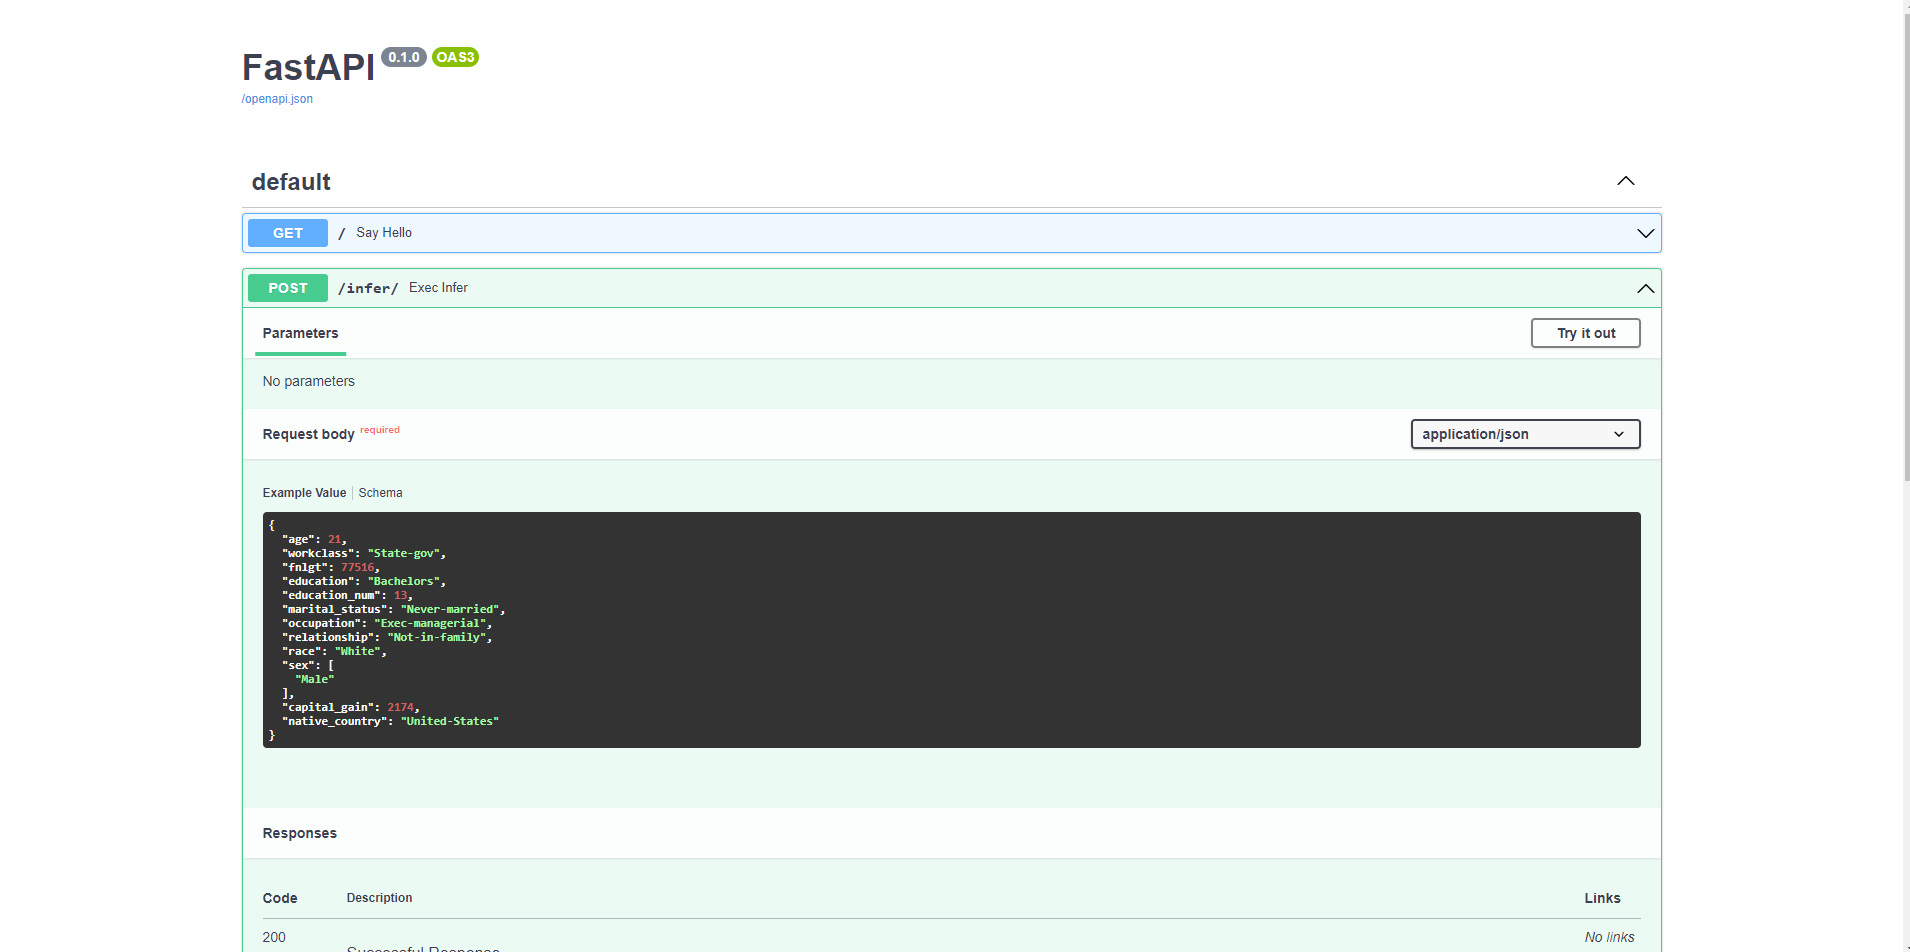 FastAPI 0.1.0 OAS3
/openapi.json
default
GET / Say Hello
POST /infer/ Exec Infer
Parameters Try it out
No parameters
Request body required application/json
Example Value Schema
{
"age": 21,
"workclass": "State-gov",
"fnlgt": 77516,
"education": "Bachelors",
"education_num": 13,
"marital_status": "Never-married",
"occupation": "Exec-managerial",
"relationship": "Not-in-family",
"race": "White",
"sex": [
"Male"
],
"capital_gain": 2174,
"native_country": "United-States"
}
Responses
Code Description Links
200 No links
Successful Response